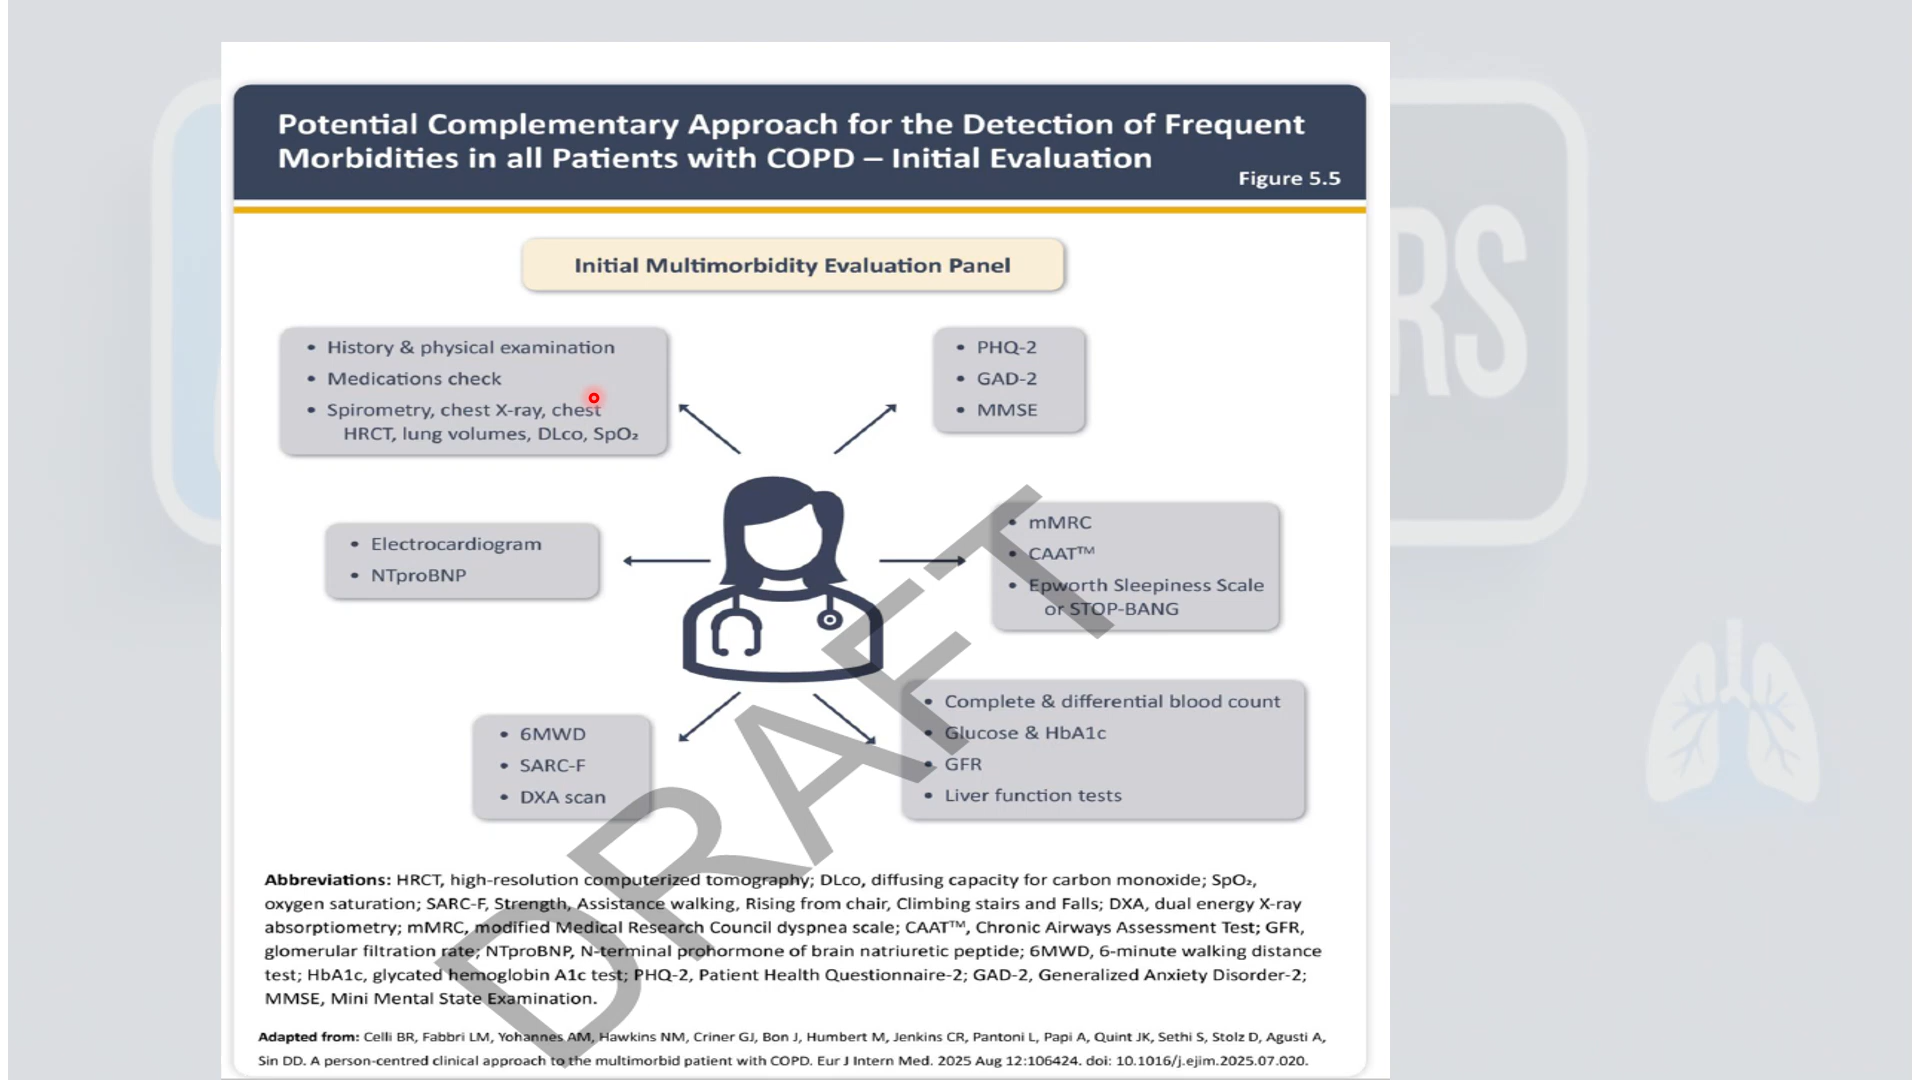 Potential Complementary Approach for the Detection of Frequent
Morbidities in all Patients with COPD – Initial Evaluation
Figure 5.5
Initial Multimorbidity Evaluation Panel
• History & physical examination
• Medications check
• Spirometry, chest X-ray, chest
HRCT, lung volumes, DLco, SpO₂
• PHQ-2
• GAD-2
• MMSE
• Electrocardiogram
• NTproBNP
• mMRC
• CAAT™
• Epworth Sleepiness Scale
or STOP-BANG
• 6MWD
• SARC-F
• DXA scan
• Complete & differential blood count
• Glucose & HbA1c
• GFR
• Liver function tests
DRAFT
Abbreviations: HRCT, high-resolution computerized tomography; DLco, diffusing capacity for carbon monoxide; SpO₂,
oxygen saturation; SARC-F, Strength, Assistance walking, Rising from chair, Climbing stairs and Falls; DXA, dual energy X-ray
absorptiometry; mMRC, modified Medical Research Council dyspnea scale; CAAT™, Chronic Airways Assessment Test; GFR,
glomerular filtration rate; NTproBNP, N-terminal prohormone of brain natriuretic peptide; 6MWD, 6-minute walking distance
test; HbA1c, glycated hemoglobin A1c test; PHQ-2, Patient Health Questionnaire-2; GAD-2, Generalized Anxiety Disorder-2;
MMSE, Mini Mental State Examination.
Adapted from: Celli BR, Fabbri LM, Yohannes AM, Hawkins NM, Criner GJ, Bon J, Humbert M, Jenkins CR, Pantoni L, Papi A, Quint JK, Sethi S, Stolz D, Agusti A,
Sin DD. A person-centred clinical approach to the multimorbid patient with COPD. Eur J Intern Med. 2025 Aug 12:106424. doi: 10.1016/j.ejim.2025.07.020.